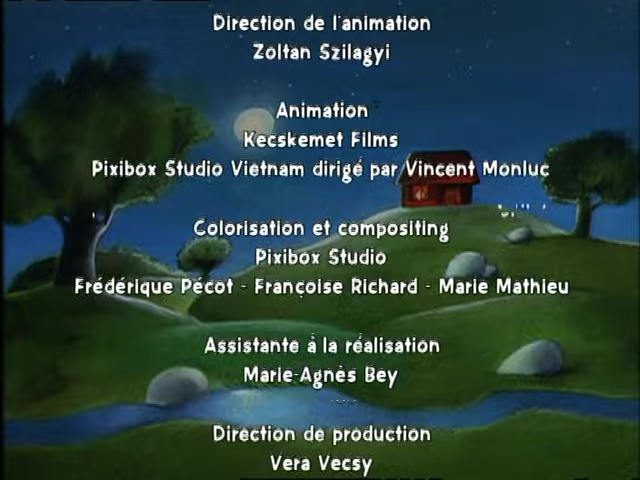 Direction de l'animation
Zoltan Szilagyi
Animation
Kecskemet Films
Pixibox Studio Vietnam dirigé par Vincent Monluc
Colorisation et compositing
Pixibox Studio
Frédérique Pécot - Françoise Richard - Marie Mathieu
Assistante à la réalisation
Marie-Agnès Bey
Direction de production
Vera Vecsy